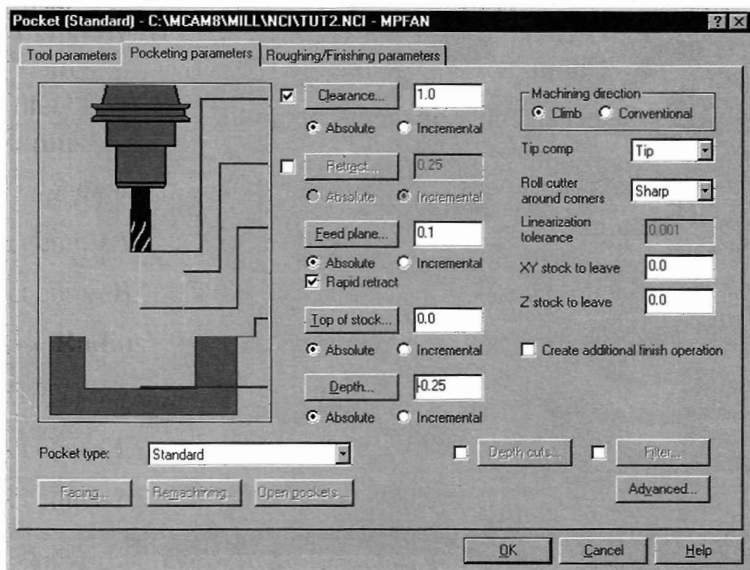 Pocket (Standard) - C:\MCAM8\MILL\NCI\TUT2.NCI - MPFAN
Tool parameters
Pocketing parameters
Roughing/Finishing parameters
Clearance... 1.0
Absolute Incremental
Retract... 0.25
Absolute Incremental
Feed plane... 0.1
Absolute Incremental
Rapid retract
Top of stock... 0.0
Absolute Incremental
Depth... -0.25
Absolute Incremental
Machining direction
Climb Conventional
Tip comp Tip
Roll cutter
around corners Sharp
Linearization
tolerance 0.001
XY stock to leave 0.0
Z stock to leave 0.0
Create additional finish operation
Pocket type: Standard
Depth cuts... Filter...
Facing... Remachining... Open pockets... Advanced...
OK Cancel Help